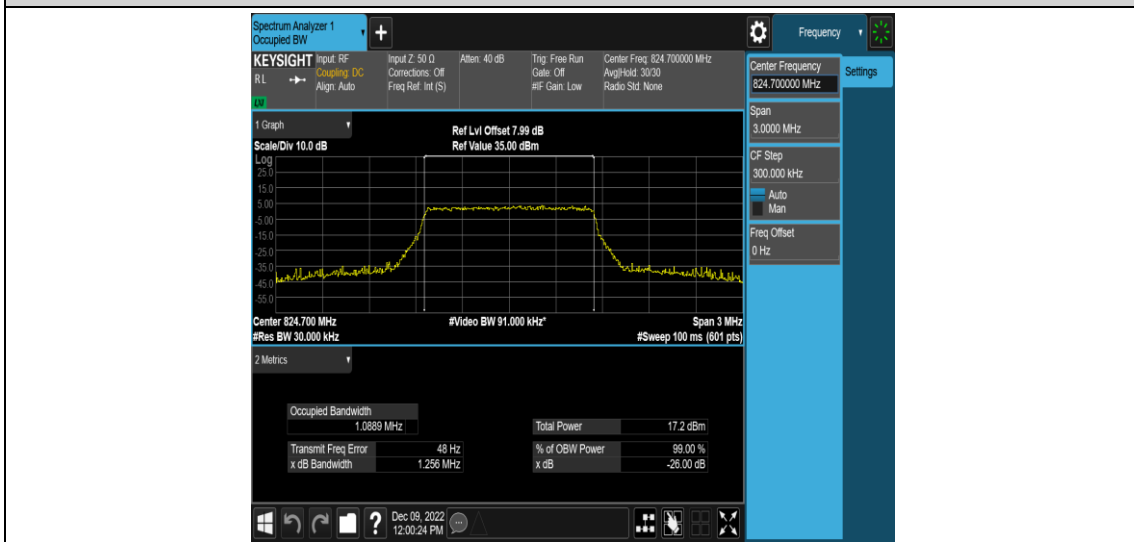 Spectrum Analyzer 1
Occupied BW
+
Frequency
KEYSIGHT
RL
Input: RF
Coupling: DC
Align: Auto
Input Z: 50 Ω
Corrections: Off
Freq Ref: Int (S)
Atten: 40 dB
Trig: Free Run
Gate: Off
#IF Gain: Low
Center Freq: 824.700000 MHz
Avg|Hold: 30/30
Radio Std: None
Center Frequency
824.700000 MHz
Settings
Span
3.0000 MHz
CF Step
300.000 kHz
Auto
Man
Freq Offset
0 Hz
1 Graph
Scale/Div 10.0 dB
Ref Lvl Offset 7.99 dB
Ref Value 35.00 dBm
Log
25.0
15.0
5.00
-5.00
-15.0
-25.0
-35.0
-45.0
-55.0
Center 824.700 MHz
#Video BW 91.000 kHz*
Span 3 MHz
#Res BW 30.000 kHz
#Sweep 100 ms (601 pts)
2 Metrics
Occupied Bandwidth
1.0889 MHz
Total Power 17.2 dBm
Transmit Freq Error 48 Hz
% of OBW Power 99.00 %
x dB Bandwidth 1.256 MHz
x dB -26.00 dB
?
Dec 09, 2022
12:00:24 PM